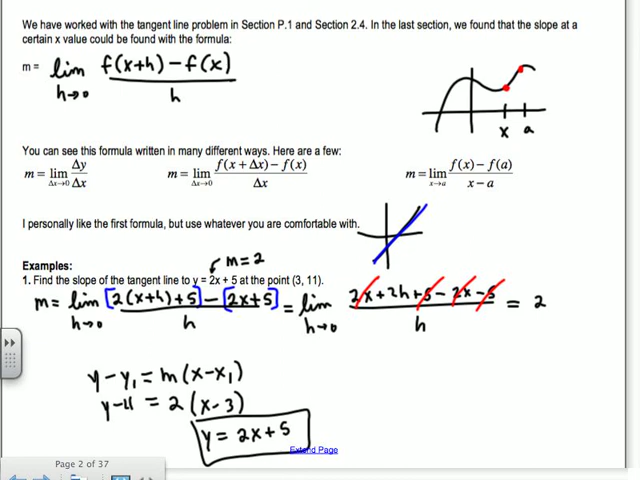 We have worked with the tangent line problem in Section P.1 and Section 2.4. In the last section, we found that the slope at a
certain x value could be found with the formula:
m = lim h→0 f(x+h) − f(x) / h
x a
You can see this formula written in many different ways. Here are a few:
m = lim Δx→0 Δy / Δx m = lim Δx→0 f(x + Δx) − f(x) / Δx m = lim x→a f(x) − f(a) / x − a
I personally like the first formula, but use whatever you are comfortable with.
Examples:
m = 2
1. Find the slope of the tangent line to y = 2x + 5 at the point (3, 11).
m = lim h→0 [2(x+h)+5] − [2x+5] / h = lim h→0 2x + 2h + 5 − 2x − 5 / h = 2
y − y₁ = m(x − x₁)
y − 11 = 2(x − 3)
y = 2x + 5
Extend Page
Page 2 of 37